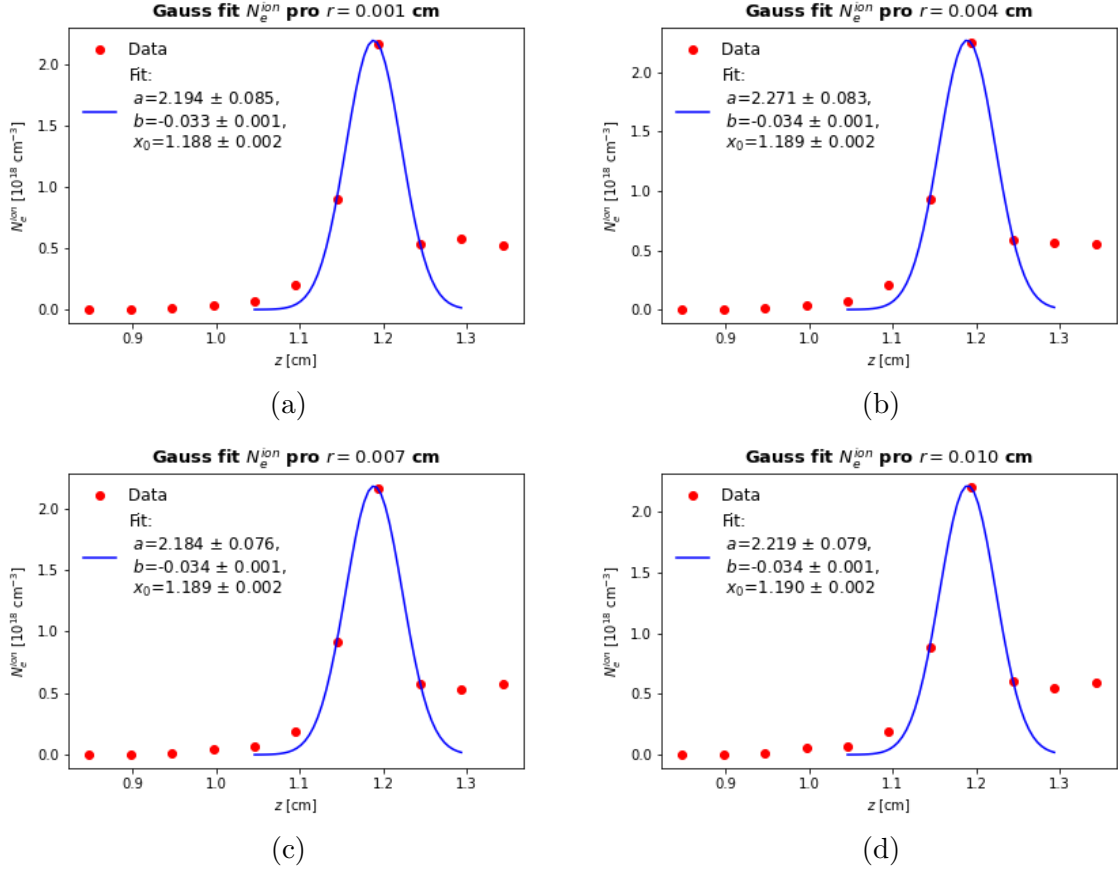 Gauss fit $N_e^{ion}$ pro $r = 0.001$ cm
Data
Fit:
$a$=2.194 ± 0.085,
$b$=-0.033 ± 0.001,
$x_0$=1.188 ± 0.002
$N_e^{ion}$ [$10^{18}$ cm$^{-3}$]
2.0
1.5
1.0
0.5
0.0
0.9 1.0 1.1 1.2 1.3
$z$ [cm]
(a)
Gauss fit $N_e^{ion}$ pro $r = 0.004$ cm
Data
Fit:
$a$=2.271 ± 0.083,
$b$=-0.034 ± 0.001,
$x_0$=1.189 ± 0.002
$N_e^{ion}$ [$10^{18}$ cm$^{-3}$]
2.0
1.5
1.0
0.5
0.0
0.9 1.0 1.1 1.2 1.3
$z$ [cm]
(b)
Gauss fit $N_e^{ion}$ pro $r = 0.007$ cm
Data
Fit:
$a$=2.184 ± 0.076,
$b$=-0.034 ± 0.001,
$x_0$=1.189 ± 0.002
$N_e^{ion}$ [$10^{18}$ cm$^{-3}$]
2.0
1.5
1.0
0.5
0.0
0.9 1.0 1.1 1.2 1.3
$z$ [cm]
(c)
Gauss fit $N_e^{ion}$ pro $r = 0.010$ cm
Data
Fit:
$a$=2.219 ± 0.079,
$b$=-0.034 ± 0.001,
$x_0$=1.190 ± 0.002
$N_e^{ion}$ [$10^{18}$ cm$^{-3}$]
2.0
1.5
1.0
0.5
0.0
0.9 1.0 1.1 1.2 1.3
$z$ [cm]
(d)